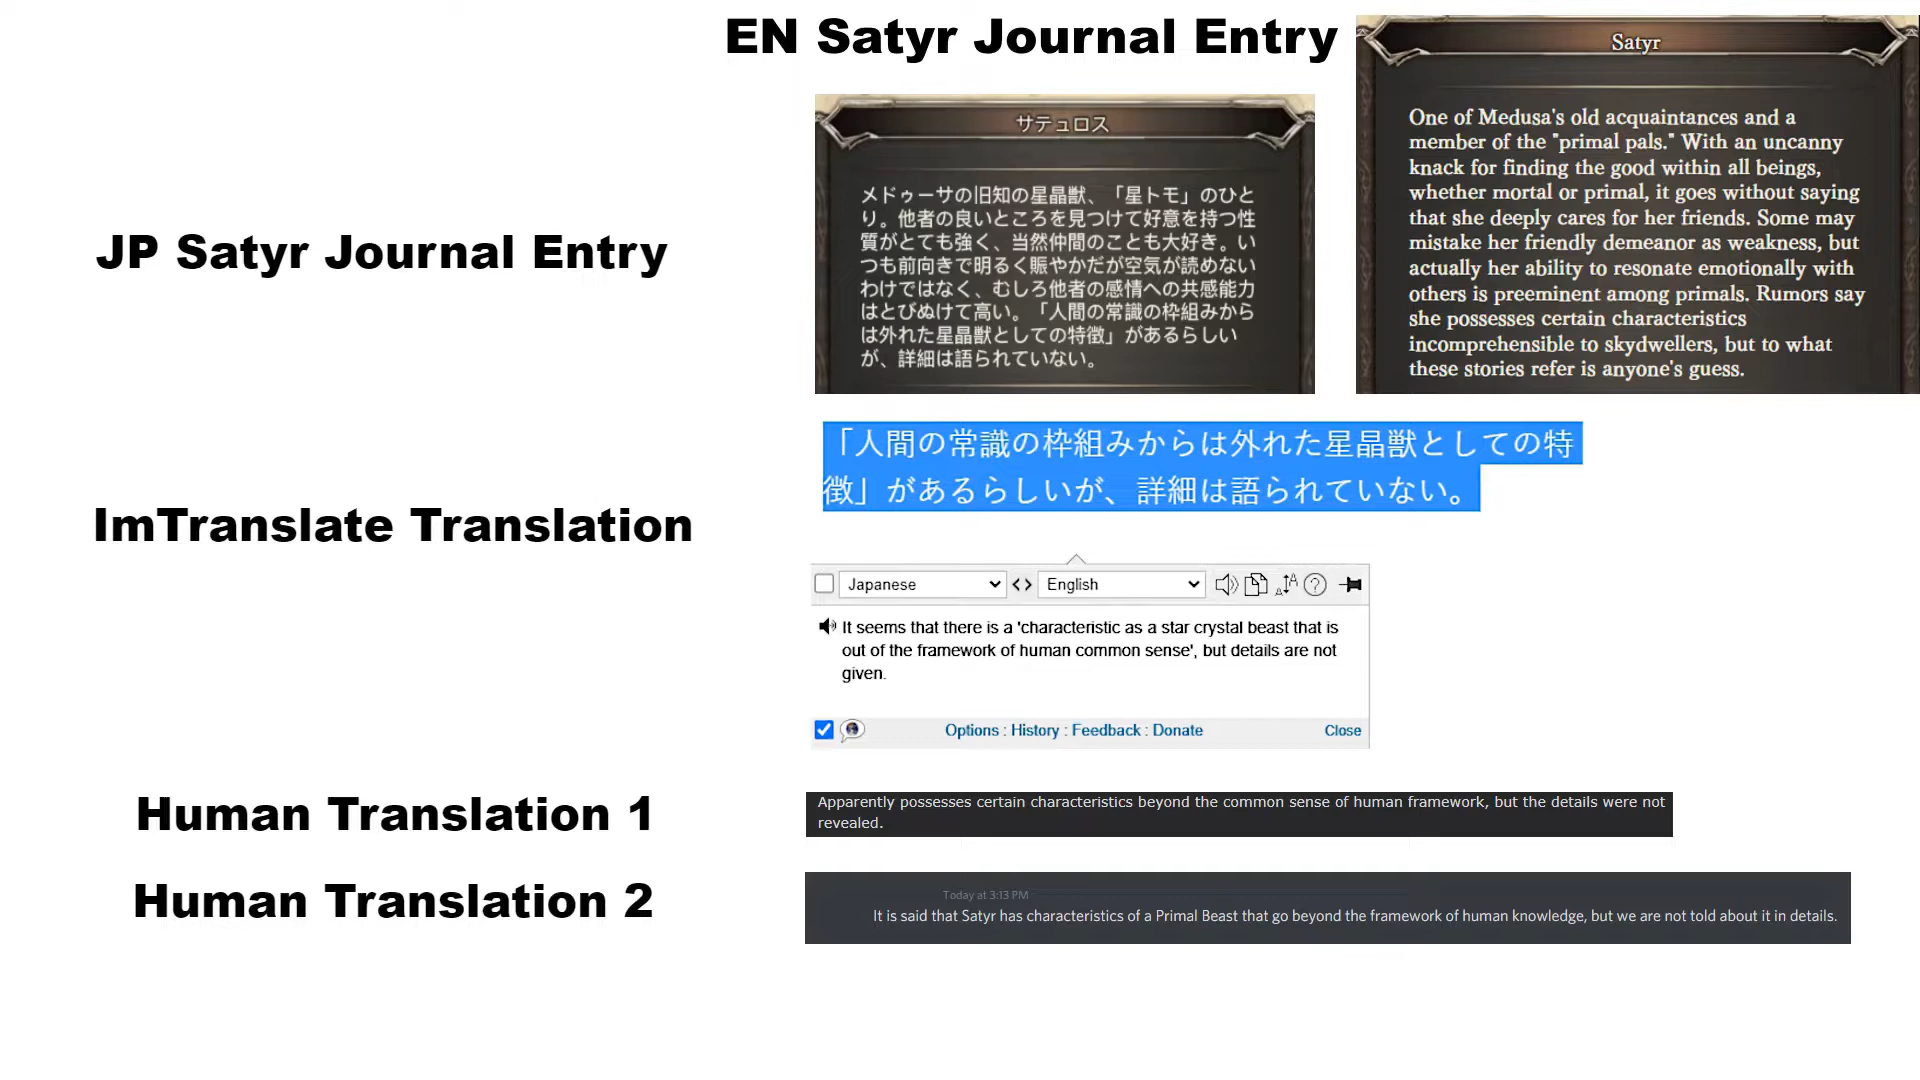 EN Satyr Journal Entry
Satyr
One of Medusa's old acquaintances and a
member of the "primal pals." With an uncanny
knack for finding the good within all beings,
whether mortal or primal, it goes without saying
that she deeply cares for her friends. Some may
mistake her friendly demeanor as weakness, but
actually her ability to resonate emotionally with
others is preeminent among primals. Rumors say
she possesses certain characteristics
incomprehensible to skydwellers, but to what
these stories refer is anyone's guess.
JP Satyr Journal Entry
サテュロス
メドゥーサの旧知の星晶獣、「星トモ」のひと
り。他者の良いところを見つけて好意を持つ性
質がとても強く、当然仲間のことも大好き。い
つも前向きで明るく賑やかだが空気が読めない
わけではなく、むしろ他者の感情への共感能力
はとびぬけて高い。「人間の常識の枠組みから
は外れた星晶獣としての特徴」があるらしい
が、詳細は語られていない。
ImTranslate Translation
「人間の常識の枠組みからは外れた星晶獣としての特
徴」があるらしいが、詳細は語られていない。
Japanese
English
It seems that there is a 'characteristic as a star crystal beast that is
out of the framework of human common sense', but details are not
given.
Options : History : Feedback : Donate
Close
Human Translation 1
Apparently possesses certain characteristics beyond the common sense of human framework, but the details were not
revealed.
Human Translation 2
Today at 3:13 PM
It is said that Satyr has characteristics of a Primal Beast that go beyond the framework of human knowledge, but we are not told about it in details.